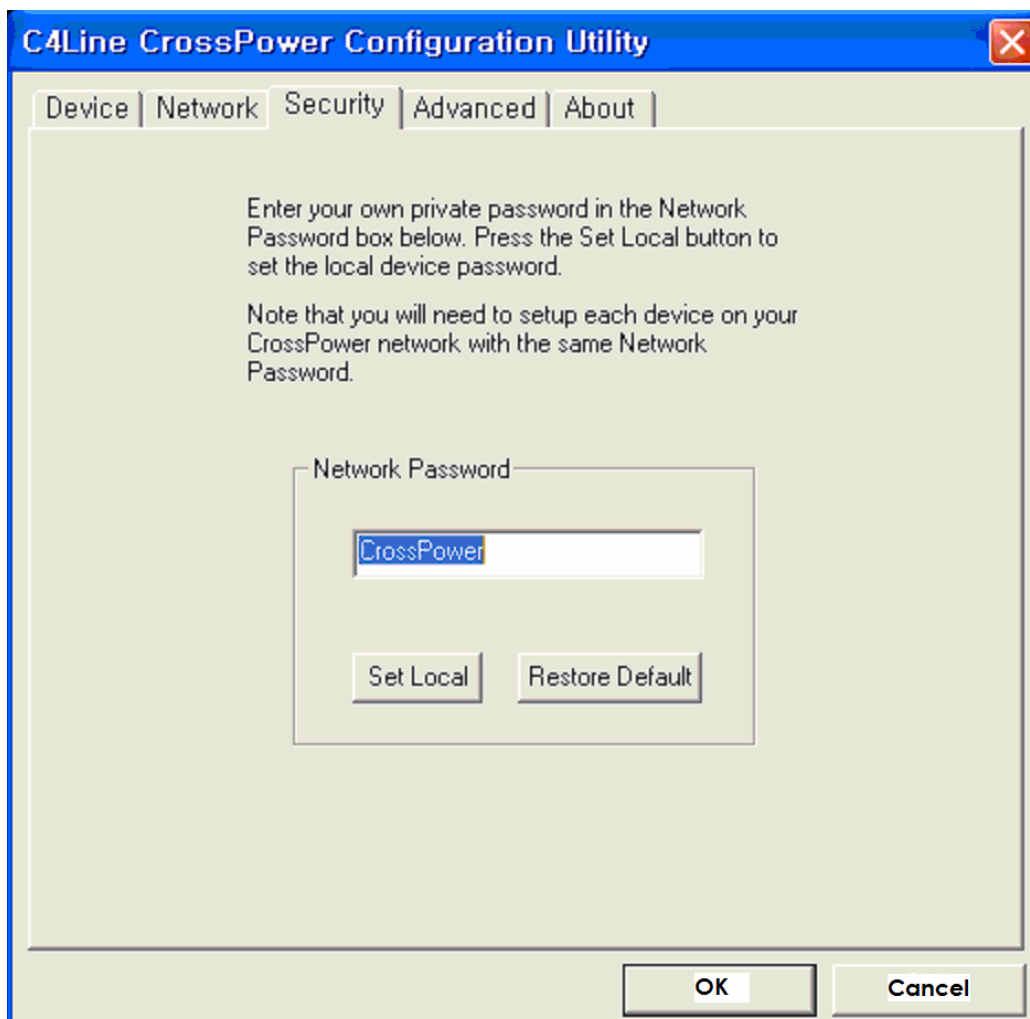 C4Line CrossPower Configuration Utility
Device Network Security Advanced About
Enter your own private password in the Network
Password box below. Press the Set Local button to
set the local device password.
Note that you will need to setup each device on your
CrossPower network with the same Network
Password.
Network Password
CrossPower
Set Local Restore Default
OK Cancel